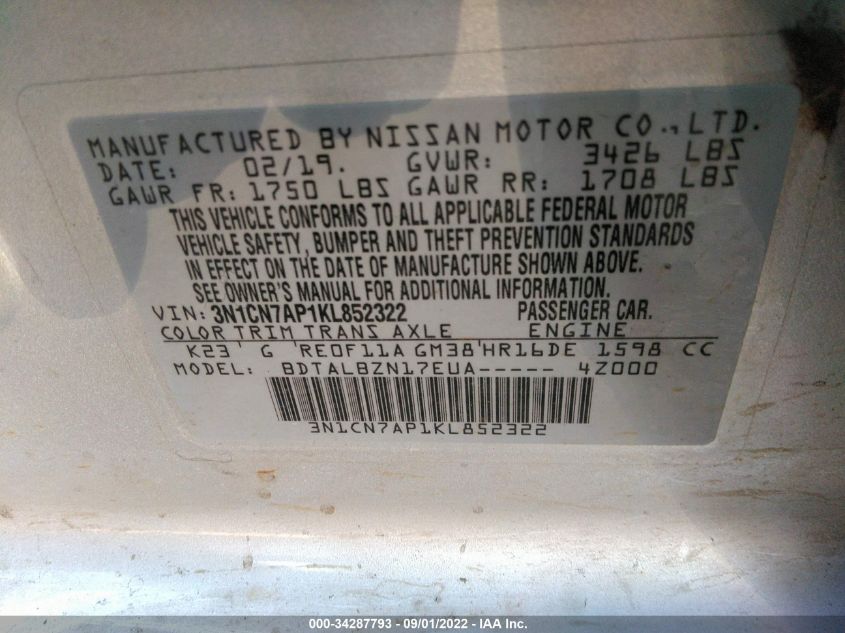 MANUFACTURED BY NISSAN MOTOR CO., LTD.
DATE: 02/19. GVWR: 3426 LBS
GAWR FR: 1750 LBS GAWR RR: 1708 LBS
THIS VEHICLE CONFORMS TO ALL APPLICABLE FEDERAL MOTOR
VEHICLE SAFETY, BUMPER AND THEFT PREVENTION STANDARDS
IN EFFECT ON THE DATE OF MANUFACTURE SHOWN ABOVE.
SEE OWNER'S MANUAL FOR ADDITIONAL INFORMATION.
VIN: 3N1CN7AP1KL852322 PASSENGER CAR.
COLOR TRIM TRANS AXLE ENGINE
K23 G RE0F11A GM38 HR16DE 1598 CC
MODEL: BDTALBZN17EUA----- 4Z000
3N1CN7AP1KL852322
000-34287793 - 09/01/2022 - IAA Inc.